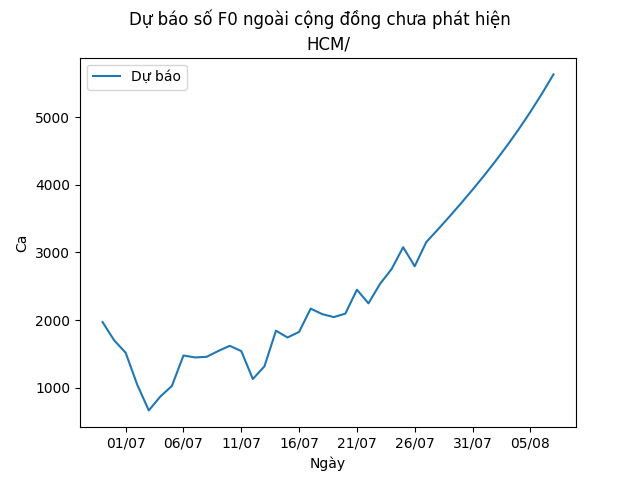 Dự báo số F0 ngoài cộng đồng chưa phát hiện
HCM/
Dự báo
5000
4000
3000
2000
1000
Ca
01/07 06/07 11/07 16/07 21/07 26/07 31/07 05/08
Ngày